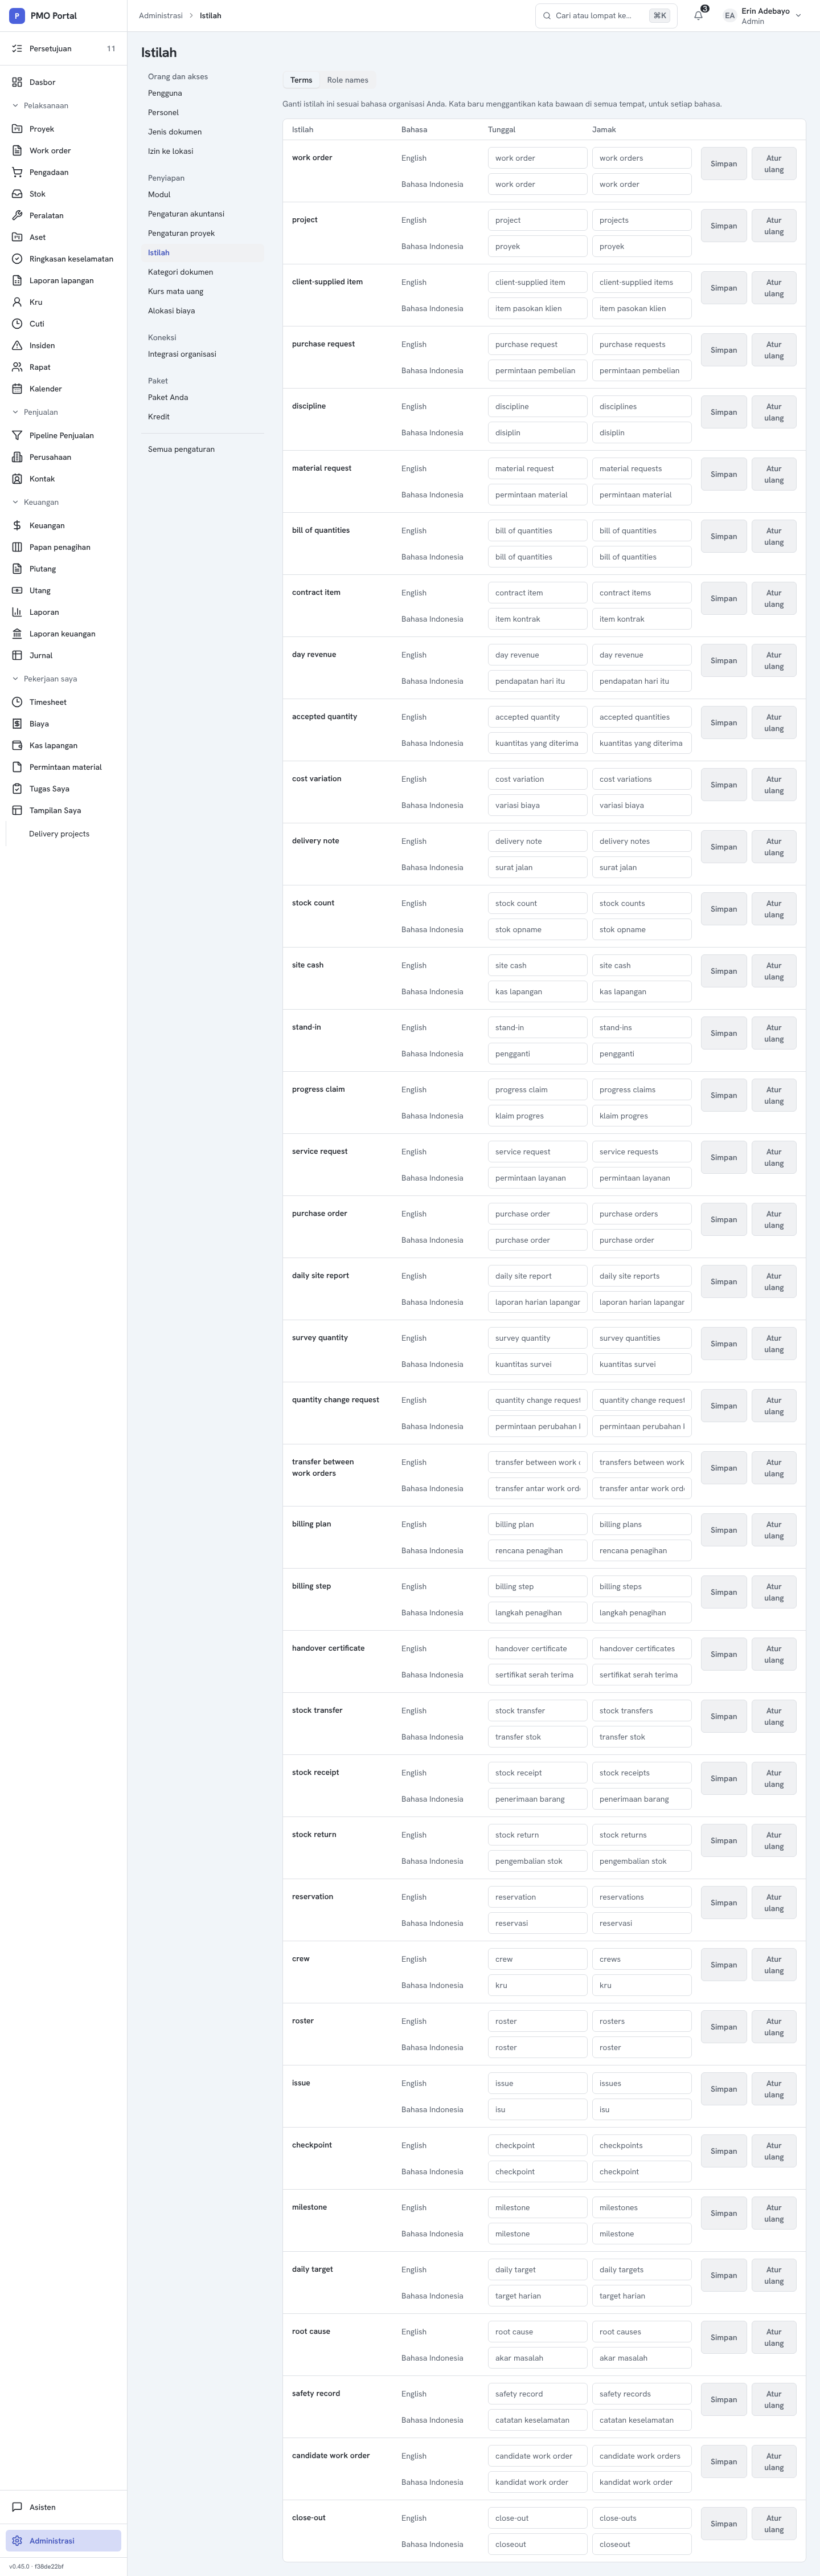 P PMO Portal
Persetujuan 11
Dasbor
Pelaksanaan
Proyek
Work order
Pengadaan
Stok
Peralatan
Aset
Ringkasan keselamatan
Laporan lapangan
Kru
Cuti
Insiden
Rapat
Kalender
Penjualan
Pipeline Penjualan
Perusahaan
Kontak
Keuangan
Keuangan
Papan penagihan
Piutang
Utang
Laporan
Laporan keuangan
Jurnal
Pekerjaan saya
Timesheet
Biaya
Kas lapangan
Permintaan material
Tugas Saya
Tampilan Saya
Delivery projects
Asisten
Administrasi
v0.45.0 · f38de22bf
Administrasi > Istilah
Cari atau lompat ke... ⌘K
3
EA Erin Adebayo
Admin
Istilah
Orang dan akses
Pengguna
Personel
Jenis dokumen
Izin ke lokasi
Penyiapan
Modul
Pengaturan akuntansi
Pengaturan proyek
Istilah
Kategori dokumen
Kurs mata uang
Alokasi biaya
Koneksi
Integrasi organisasi
Paket
Paket Anda
Kredit
Semua pengaturan
Terms Role names
Ganti istilah ini sesuai bahasa organisasi Anda. Kata baru menggantikan kata bawaan di semua tempat, untuk setiap bahasa.
Istilah Bahasa Tunggal Jamak
work order English work order work orders Simpan Atur ulang
Bahasa Indonesia work order work order
project English project projects Simpan Atur ulang
Bahasa Indonesia proyek proyek
client-supplied item English client-supplied item client-supplied items Simpan Atur ulang
Bahasa Indonesia item pasokan klien item pasokan klien
purchase request English purchase request purchase requests Simpan Atur ulang
Bahasa Indonesia permintaan pembelian permintaan pembelian
discipline English discipline disciplines Simpan Atur ulang
Bahasa Indonesia disiplin disiplin
material request English material request material requests Simpan Atur ulang
Bahasa Indonesia permintaan material permintaan material
bill of quantities English bill of quantities bill of quantities Simpan Atur ulang
Bahasa Indonesia bill of quantities bill of quantities
contract item English contract item contract items Simpan Atur ulang
Bahasa Indonesia item kontrak item kontrak
day revenue English day revenue day revenue Simpan Atur ulang
Bahasa Indonesia pendapatan hari itu pendapatan hari itu
accepted quantity English accepted quantity accepted quantities Simpan Atur ulang
Bahasa Indonesia kuantitas yang diterima kuantitas yang diterima
cost variation English cost variation cost variations Simpan Atur ulang
Bahasa Indonesia variasi biaya variasi biaya
delivery note English delivery note delivery notes Simpan Atur ulang
Bahasa Indonesia surat jalan surat jalan
stock count English stock count stock counts Simpan Atur ulang
Bahasa Indonesia stok opname stok opname
site cash English site cash site cash Simpan Atur ulang
Bahasa Indonesia kas lapangan kas lapangan
stand-in English stand-in stand-ins Simpan Atur ulang
Bahasa Indonesia pengganti pengganti
progress claim English progress claim progress claims Simpan Atur ulang
Bahasa Indonesia klaim progres klaim progres
service request English service request service requests Simpan Atur ulang
Bahasa Indonesia permintaan layanan permintaan layanan
purchase order English purchase order purchase orders Simpan Atur ulang
Bahasa Indonesia purchase order purchase order
daily site report English daily site report daily site reports Simpan Atur ulang
Bahasa Indonesia laporan harian lapangan laporan harian lapangan
survey quantity English survey quantity survey quantities Simpan Atur ulang
Bahasa Indonesia kuantitas survei kuantitas survei
quantity change request English quantity change request quantity change request Simpan Atur ulang
Bahasa Indonesia permintaan perubahan permintaan perubahan
transfer between work orders English transfer between work transfers between work Simpan Atur ulang
Bahasa Indonesia transfer antar work orde transfer antar work orde
billing plan English billing plan billing plans Simpan Atur ulang
Bahasa Indonesia rencana penagihan rencana penagihan
billing step English billing step billing steps Simpan Atur ulang
Bahasa Indonesia langkah penagihan langkah penagihan
handover certificate English handover certificate handover certificates Simpan Atur ulang
Bahasa Indonesia sertifikat serah terima sertifikat serah terima
stock transfer English stock transfer stock transfers Simpan Atur ulang
Bahasa Indonesia transfer stok transfer stok
stock receipt English stock receipt stock receipts Simpan Atur ulang
Bahasa Indonesia penerimaan barang penerimaan barang
stock return English stock return stock returns Simpan Atur ulang
Bahasa Indonesia pengembalian stok pengembalian stok
reservation English reservation reservations Simpan Atur ulang
Bahasa Indonesia reservasi reservasi
crew English crew crews Simpan Atur ulang
Bahasa Indonesia kru kru
roster English roster rosters Simpan Atur ulang
Bahasa Indonesia roster roster
issue English issue issues Simpan Atur ulang
Bahasa Indonesia isu isu
checkpoint English checkpoint checkpoints Simpan Atur ulang
Bahasa Indonesia checkpoint checkpoint
milestone English milestone milestones Simpan Atur ulang
Bahasa Indonesia milestone milestone
daily target English daily target daily targets Simpan Atur ulang
Bahasa Indonesia target harian target harian
root cause English root cause root causes Simpan Atur ulang
Bahasa Indonesia akar masalah akar masalah
safety record English safety record safety records Simpan Atur ulang
Bahasa Indonesia catatan keselamatan catatan keselamatan
candidate work order English candidate work order candidate work orders Simpan Atur ulang
Bahasa Indonesia kandidat work order kandidat work order
close-out English close-out close-outs Simpan Atur ulang
Bahasa Indonesia closeout closeout